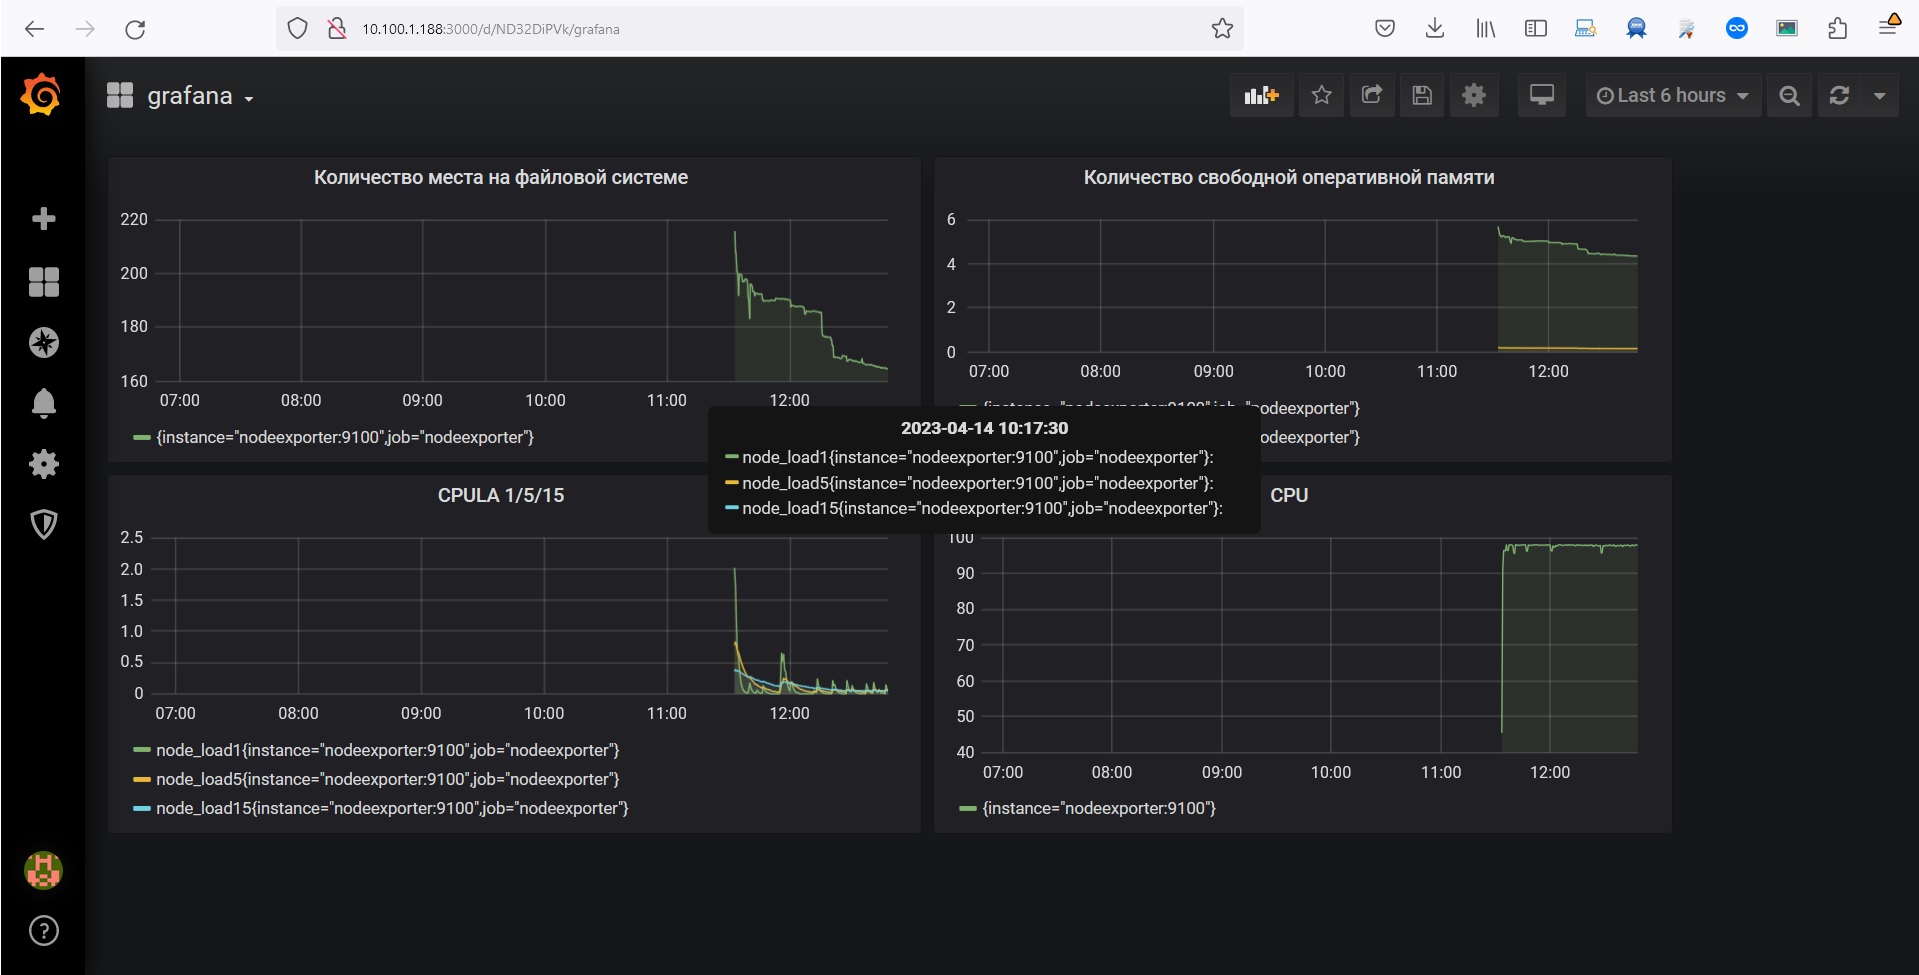 10.100.1.188:3000/d/ND32DiPVk/grafana
grafana
Last 6 hours
Количество места на файловой системе
220
200
180
160
07:00 08:00 09:00 10:00 11:00 12:00
{instance="nodeexporter:9100",job="nodeexporter"}
Количество свободной оперативной памяти
6
4
2
0
07:00 08:00 09:00 10:00 11:00 12:00
{instance="nodeexporter:9100",job="nodeexporter"}
odeexporter"}
2023-04-14 10:17:30
node_load1{instance="nodeexporter:9100",job="nodeexporter"}:
node_load5{instance="nodeexporter:9100",job="nodeexporter"}:
node_load15{instance="nodeexporter:9100",job="nodeexporter"}:
CPULA 1/5/15
2.5
2.0
1.5
1.0
0.5
0
07:00 08:00 09:00 10:00 11:00 12:00
node_load1{instance="nodeexporter:9100",job="nodeexporter"}
node_load5{instance="nodeexporter:9100",job="nodeexporter"}
node_load15{instance="nodeexporter:9100",job="nodeexporter"}
CPU
100
90
80
70
60
50
40
07:00 08:00 09:00 10:00 11:00 12:00
{instance="nodeexporter:9100"}